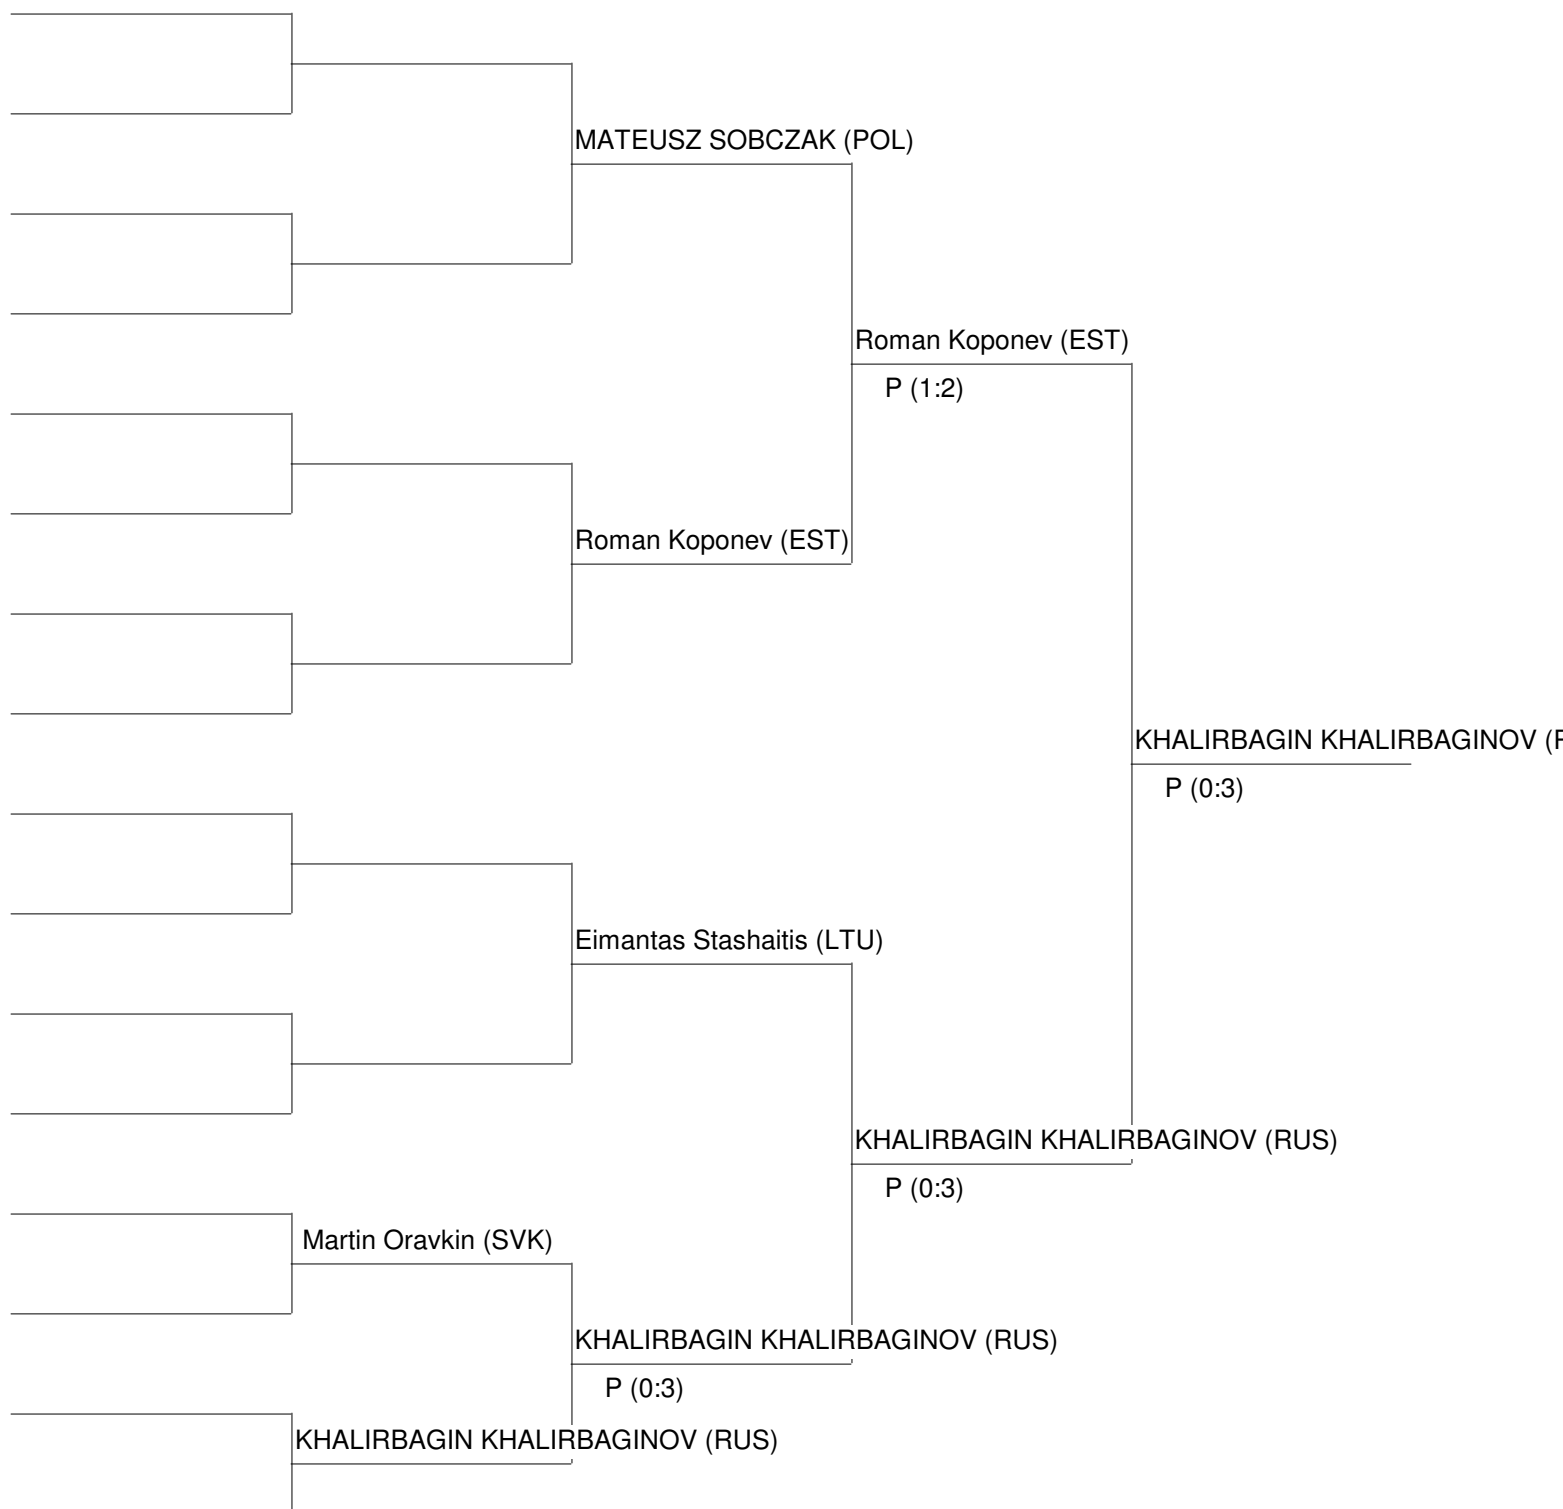 MATEUSZ SOBCZAK (POL)
Roman Koponev (EST)
P (1:2)
Roman Koponev (EST)
KHALIRBAGIN KHALIRBAGINOV (R
P (0:3)
Eimantas Stashaitis (LTU)
KHALIRBAGIN KHALIRBAGINOV (RUS)
P (0:3)
Martin Oravkin (SVK)
KHALIRBAGIN KHALIRBAGINOV (RUS)
P (0:3)
KHALIRBAGIN KHALIRBAGINOV (RUS)